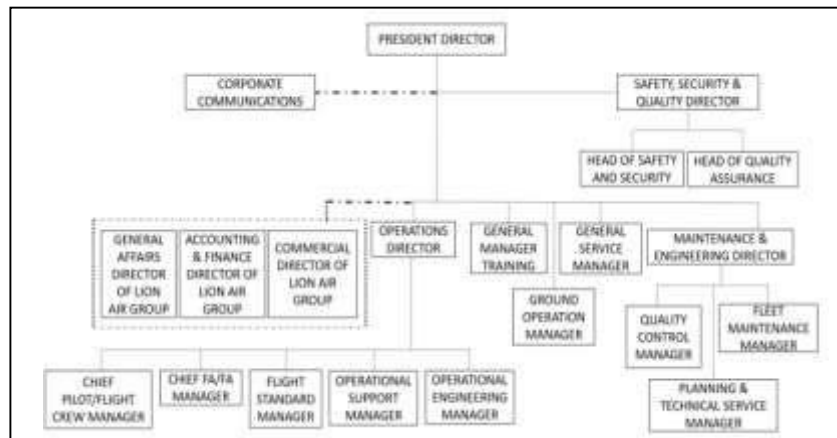 PRESIDENT DIRECTOR
CORPORATE
COMMUNICATIONS
SAFETY, SECURITY &
QUALITY DIRECTOR
HEAD OF SAFETY
AND SECURITY
HEAD OF QUALITY
ASSURANCE
GENERAL
AFFAIRS
DIRECTOR
OF LION
AIR GROUP
ACCOUNTING
& FINANCE
DIRECTOR OF
LION AIR
GROUP
COMMERCIAL
DIRECTOR OF
LION AIR
GROUP
OPERATIONS
DIRECTOR
GENERAL
MANAGER
TRAINING
GENERAL
SERVICE
MANAGER
MAINTENANCE &
ENGINEERING DIRECTOR
GROUND
OPERATION
MANAGER
QUALITY
CONTROL
MANAGER
FLEET
MAINTENANCE
MANAGER
PLANNING &
TECHNICAL SERVICE
MANAGER
CHIEF
PILOT/FLIGHT
CREW MANAGER
CHIEF FA/FA
MANAGER
FLIGHT
STANDARD
MANAGER
OPERATIONAL
SUPPORT
MANAGER
OPERATIONAL
ENGINEERING
MANAGER